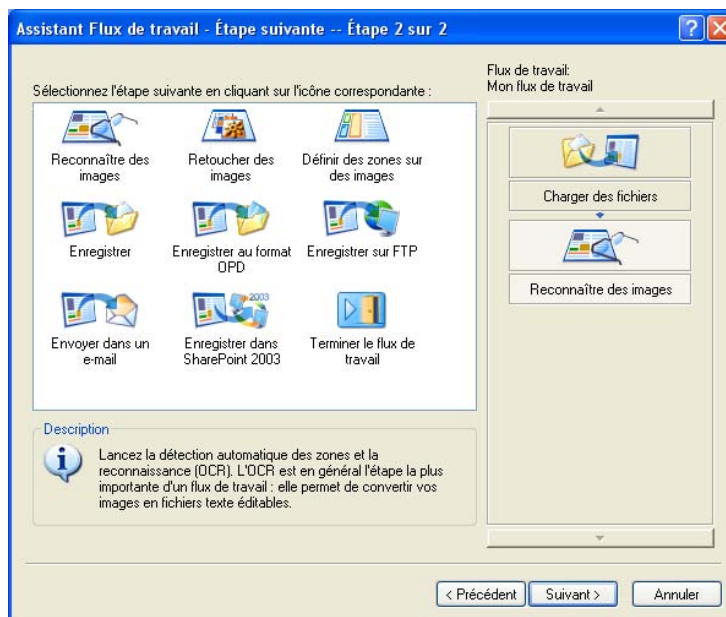 Assistant Flux de travail - Étape suivante -- Étape 2 sur 2
Sélectionnez l'étape suivante en cliquant sur l'icône correspondante :
Reconnaître des
images
Retoucher des
images
Définir des zones sur
des images
Enregistrer
Enregistrer au format
OPD
Enregistrer sur FTP
Envoyer dans un
e-mail
2003
Enregistrer dans
SharePoint 2003
Terminer le flux de
travail
Description
Lancez la détection automatique des zones et la
reconnaissance (OCR). L'OCR est en général l'étape la plus
importante d'un flux de travail : elle permet de convertir vos
images en fichiers texte éditables.
Flux de travail:
Mon flux de travail
Charger des fichiers
Reconnaître des images
< Précédent
Suivant >
Annuler